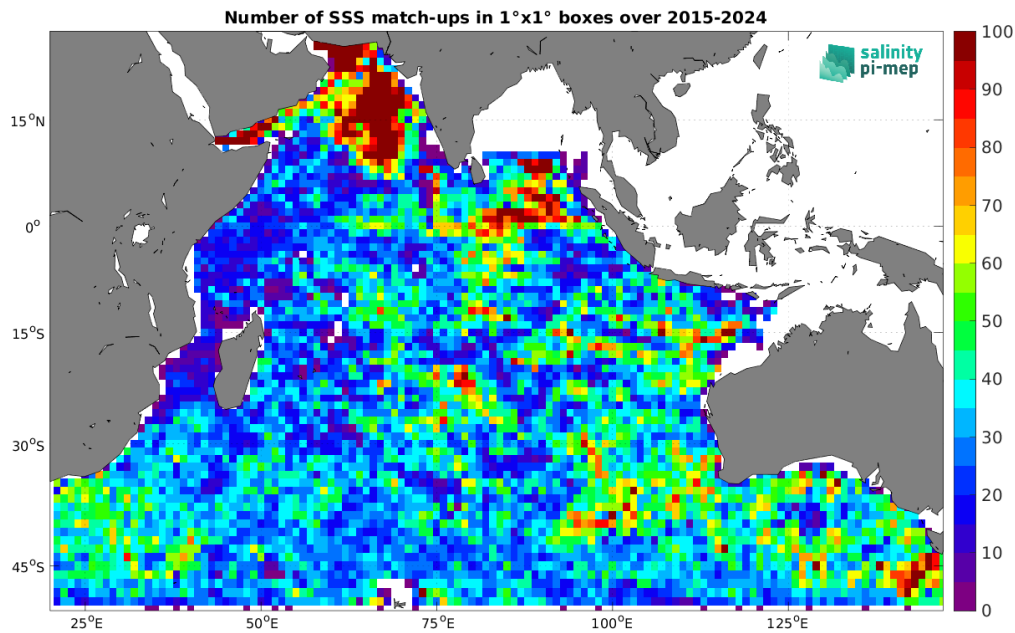 Number of SSS match-ups in 1°x1° boxes over 2015-2024
salinity
pi-mep
15°N
0°
15°S
30°S
45°S
25°E
50°E
75°E
100°E
125°E
100
90
80
70
60
50
40
30
20
10
0